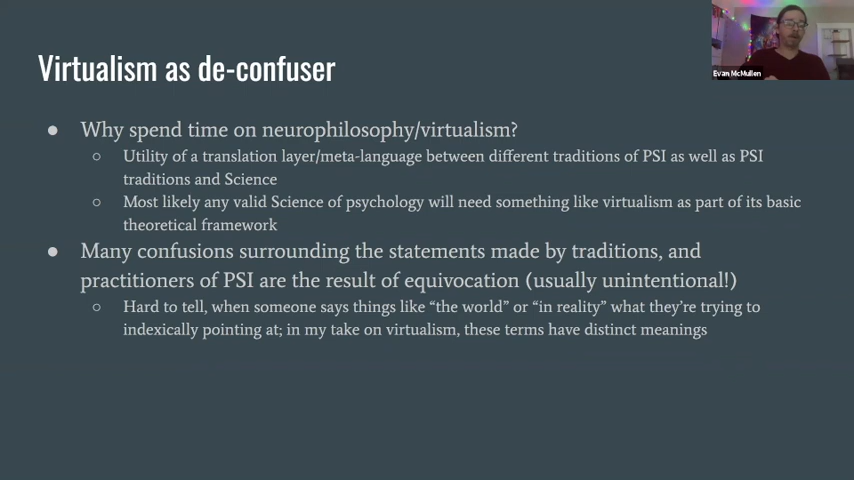 Virtualism as de-confuser
Evan McMullen
● Why spend time on neurophilosophy/virtualism?
○ Utility of a translation layer/meta-language between different traditions of PSI as well as PSI
traditions and Science
○ Most likely any valid Science of psychology will need something like virtualism as part of its basic
theoretical framework
● Many confusions surrounding the statements made by traditions, and
practitioners of PSI are the result of equivocation (usually unintentional!)
○ Hard to tell, when someone says things like “the world” or “in reality” what they’re trying to
indexically pointing at; in my take on virtualism, these terms have distinct meanings